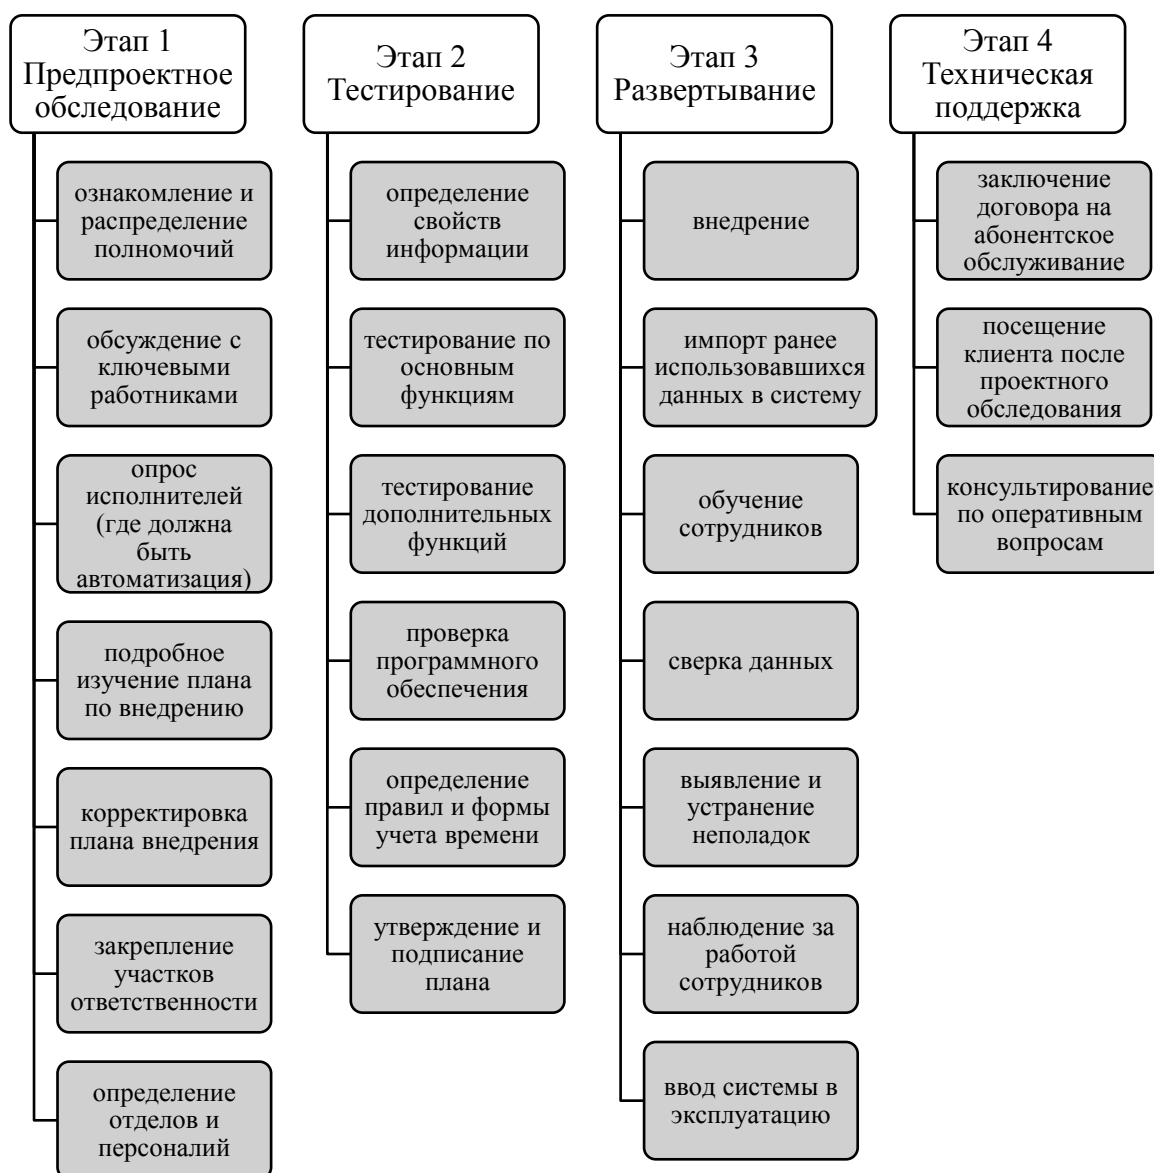 Этап 1
Предпроектное
обследование
ознакомление и
распределение
полномочий
обсуждение с
ключевыми
работниками
опрос
исполнителей
(где должна
быть
автоматизация)
подробное
изучение плана
по внедрению
корректировка
плана внедрения
закрепление
участков
ответственности
определение
отделов и
персоналий
Этап 2
Тестирование
определение
свойств
информации
тестирование по
основным
функциям
тестирование
дополнительных
функций
проверка
программного
обеспечения
определение
правил и формы
учета времени
утверждение и
подписание
плана
Этап 3
Развертывание
внедрение
импорт ранее
использовавшихся
данных в систему
обучение
сотрудников
сверка данных
выявление и
устранение
неполадок
наблюдение за
работой
сотрудников
ввод системы в
эксплуатацию
Этап 4
Техническая
поддержка
заключение
договора на
абонентское
обслуживание
посещение
клиента после
проектного
обследования
консультирование
по оперативным
вопросам